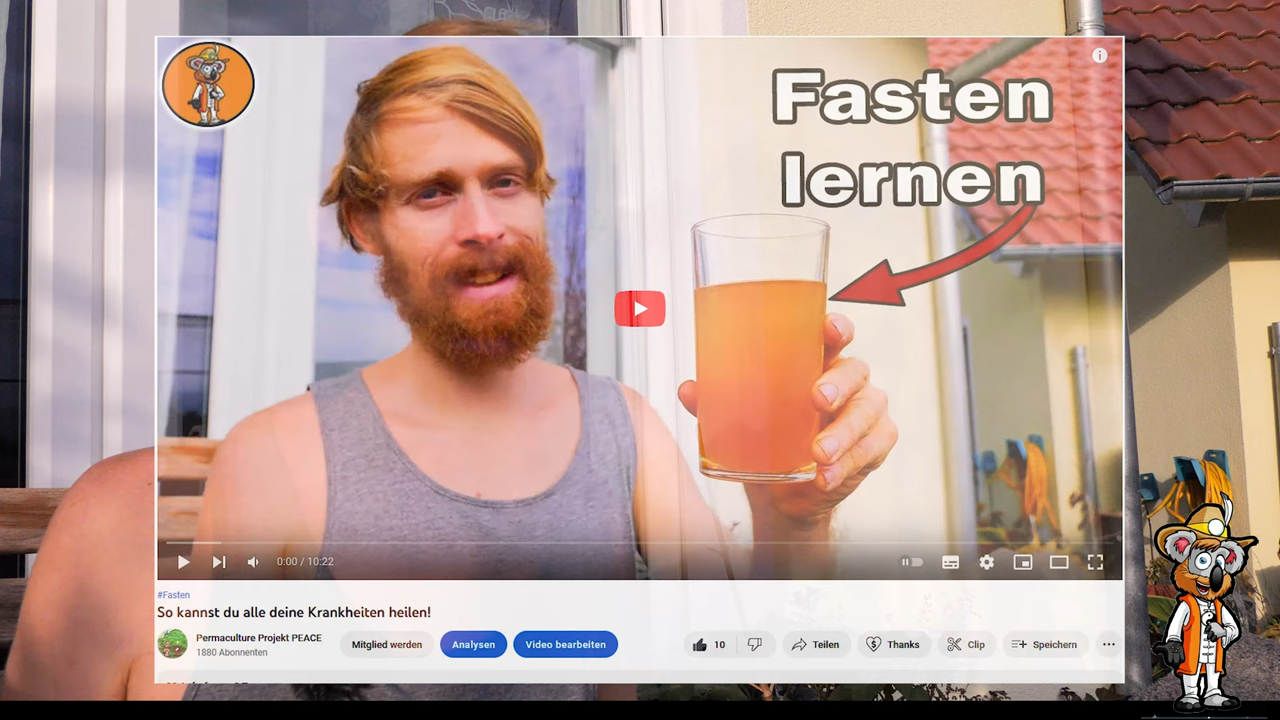 Fasten
lernen
0:00 / 10:22
#Fasten
So kannst du alle deine Krankheiten heilen!
Permaculture Projekt PEACE
1880 Abonnenten
Mitglied werden
Analysen
Video bearbeiten
10
Teilen
Thanks
Clip
Speichern